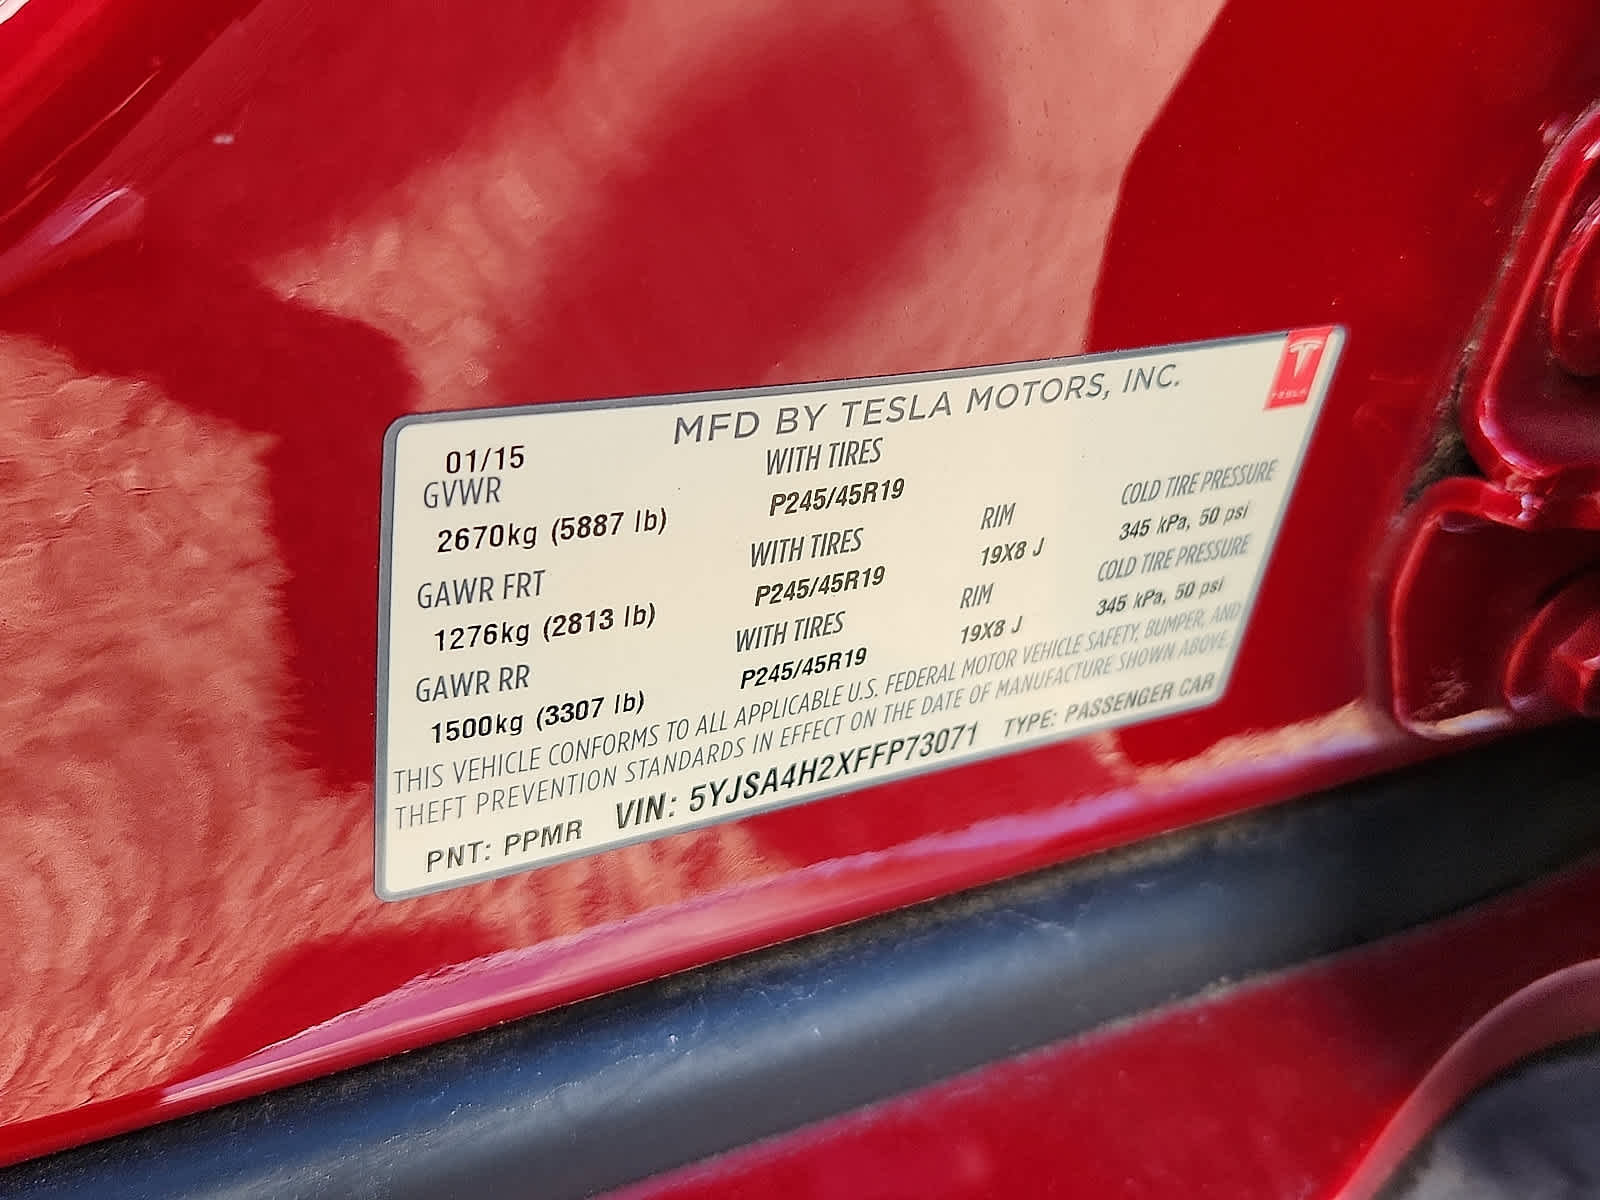 MFD BY TESLA MOTORS, INC.
TESLA
01/15
GVWR
WITH TIRES
2670kg (5887 lb)
P245/45R19
GAWR FRT
WITH TIRES
RIM
COLD TIRE PRESSURE
1276kg (2813 lb)
P245/45R19
19X8 J
345 kPa, 50 psi
GAWR RR
WITH TIRES
RIM
COLD TIRE PRESSURE
1500kg (3307 lb)
P245/45R19
19X8 J
345 kPa, 50 psi
THIS VEHICLE CONFORMS TO ALL APPLICABLE U.S. FEDERAL MOTOR VEHICLE SAFETY, BUMPER, AND
THEFT PREVENTION STANDARDS IN EFFECT ON THE DATE OF MANUFACTURE SHOWN ABOVE.
PNT: PPMR VIN: 5YJSA4H2XFFP73071 TYPE: PASSENGER CAR